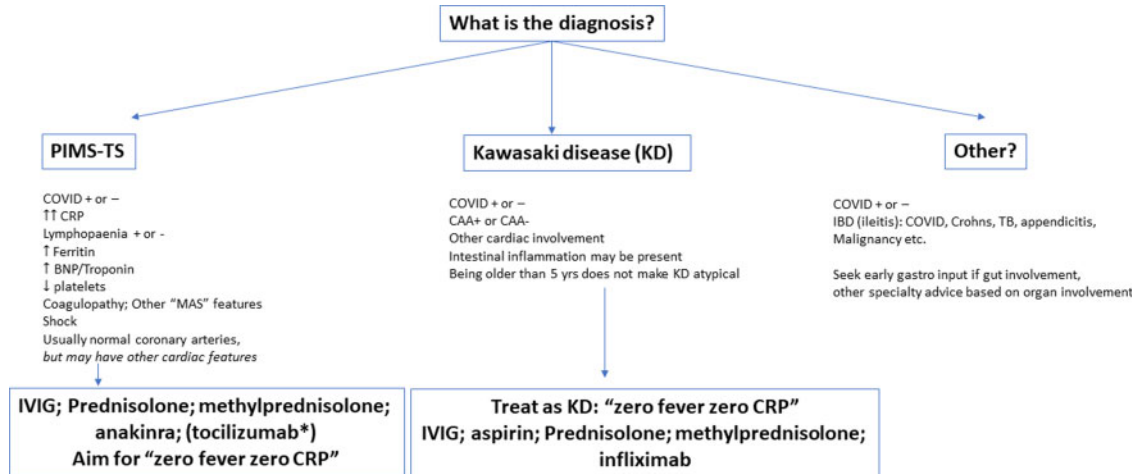 What is the diagnosis?
PIMS-TS
COVID + or –
↑↑ CRP
Lymphopaenia + or -
↑ Ferritin
↑ BNP/Troponin
↓ platelets
Coagulopathy; Other “MAS” features
Shock
Usually normal coronary arteries,
but may have other cardiac features
IVIG; Prednisolone; methylprednisolone;
anakinra; (tocilizumab*)
Aim for “zero fever zero CRP”
Kawasaki disease (KD)
COVID + or –
CAA+ or CAA-
Other cardiac involvement
Intestinal inflammation may be present
Being older than 5 yrs does not make KD atypical
Treat as KD: “zero fever zero CRP”
IVIG; aspirin; Prednisolone; methylprednisolone;
infliximab
Other?
COVID + or –
IBD (ileitis): COVID, Crohns, TB, appendicitis,
Malignancy etc.
Seek early gastro input if gut involvement,
other specialty advice based on organ involvement